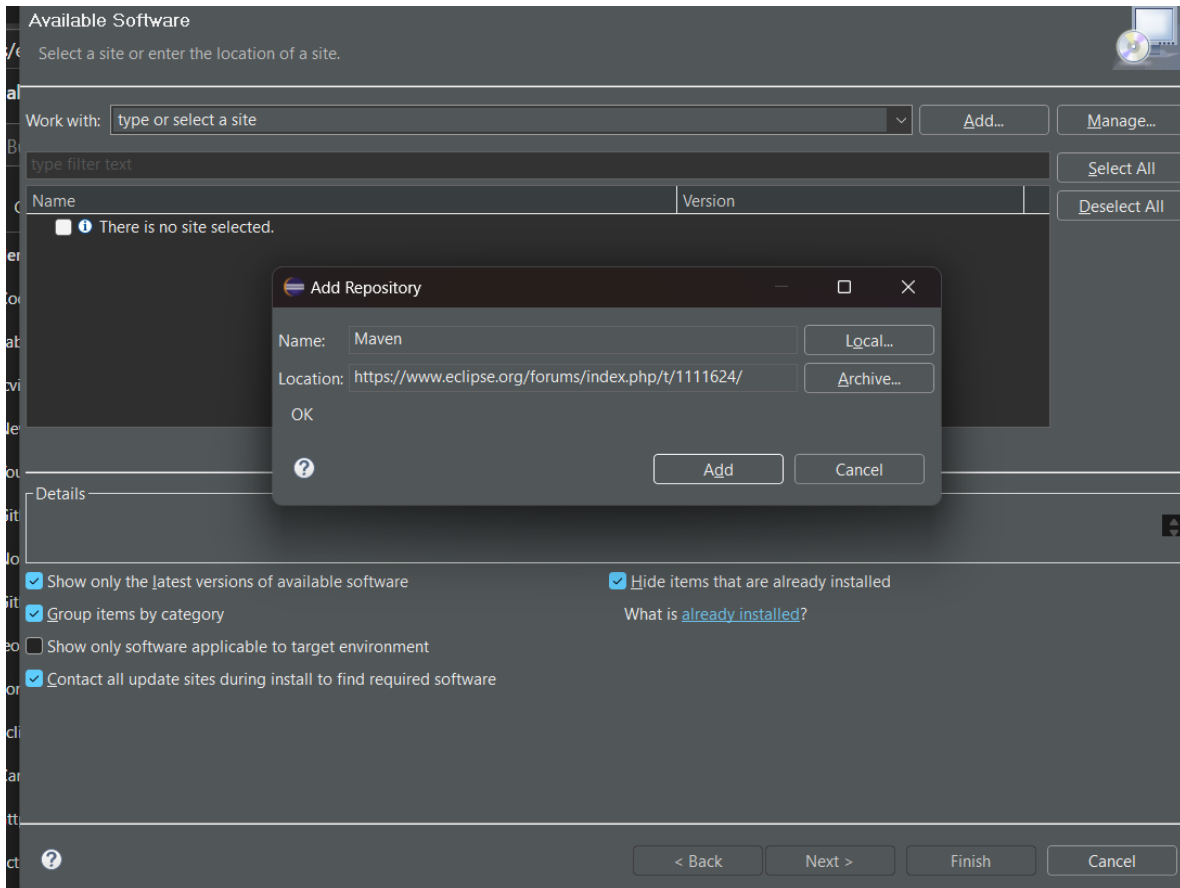 Available Software
Select a site or enter the location of a site.
Work with: type or select a site Add... Manage...
type filter text Select All
Name Version Deselect All
There is no site selected.
Add Repository
Name: Maven Local...
Location: https://www.eclipse.org/forums/index.php/t/1111624/ Archive...
OK
Add Cancel
Details
Show only the latest versions of available software Hide items that are already installed
Group items by category What is already installed?
Show only software applicable to target environment
Contact all update sites during install to find required software
< Back Next > Finish Cancel